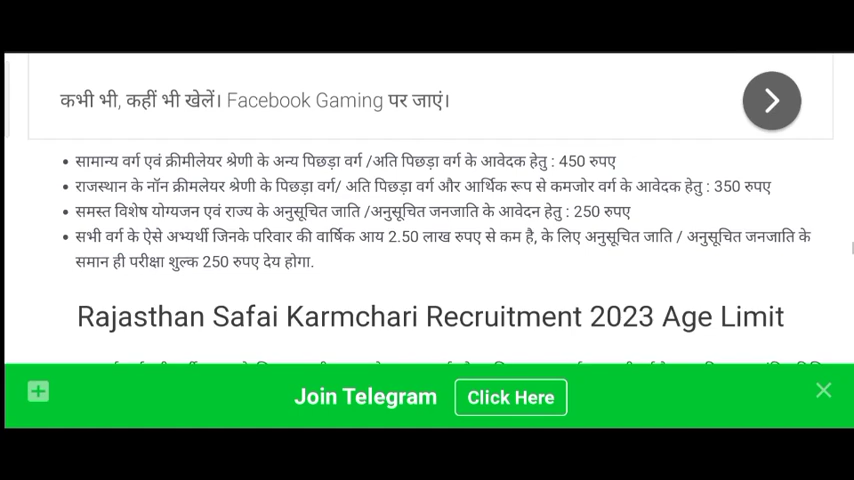 कभी भी, कहीं भी खेलें। Facebook Gaming पर जाएं।
• सामान्य वर्ग एवं क्रीमीलेयर श्रेणी के अन्य पिछड़ा वर्ग /अति पिछड़ा वर्ग के आवेदक हेतु : 450 रुपए
• राजस्थान के नॉन क्रीमलेयर श्रेणी के पिछड़ा वर्ग/ अति पिछड़ा वर्ग और आर्थिक रूप से कमजोर वर्ग के आवेदक हेतु : 350 रुपए
• समस्त विशेष योग्यजन एवं राज्य के अनुसूचित जाति /अनुसूचित जनजाति के आवेदन हेतु : 250 रुपए
• सभी वर्ग के ऐसे अभ्यर्थी जिनके परिवार की वार्षिक आय 2.50 लाख रुपए से कम है, के लिए अनुसूचित जाति / अनुसूचित जनजाति के
समान ही परीक्षा शुल्क 250 रुपए देय होगा.
Rajasthan Safai Karmchari Recruitment 2023 Age Limit
Join Telegram Click Here